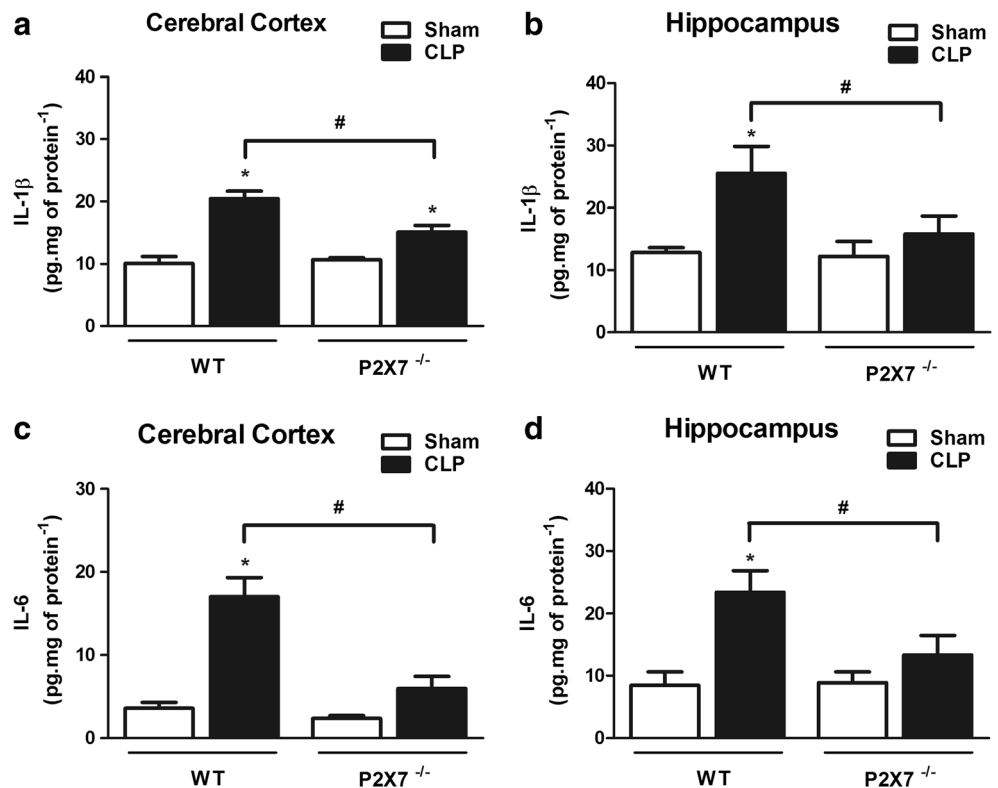 a
Cerebral Cortex
Sham
CLP
40
30
20
10
0
IL-1β
(pg.mg of protein⁻¹)
#
*
*
WT
P2X7 -/-
b
Hippocampus
Sham
CLP
40
30
20
10
0
IL-1β
(pg.mg of protein⁻¹)
#
*
WT
P2X7 -/-
c
Cerebral Cortex
Sham
CLP
30
20
10
0
IL-6
(pg.mg of protein⁻¹)
#
*
WT
P2X7 -/-
d
Hippocampus
Sham
CLP
40
30
20
10
0
IL-6
(pg.mg of protein⁻¹)
#
*
WT
P2X7 -/-